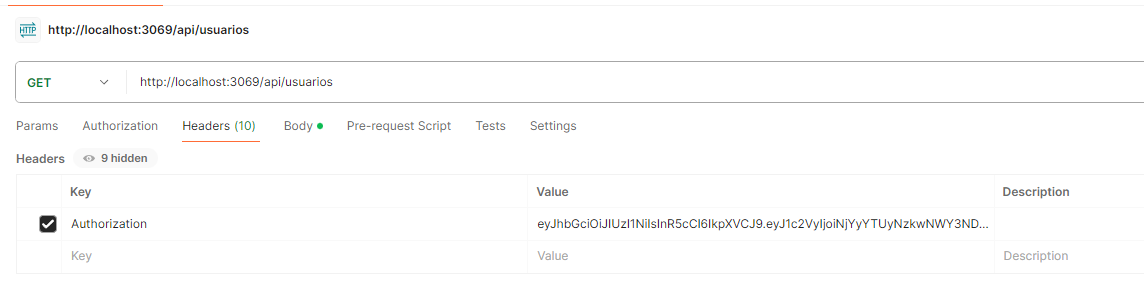 HTTP http://localhost:3069/api/usuarios
GET http://localhost:3069/api/usuarios
Params Authorization Headers (10) Body Pre-request Script Tests Settings
Headers 9 hidden
Key Value Description
Authorization eyJhbGciOiJIUzI1NiIsInR5cCI6IkpXVCJ9.eyJ1c2VyIjoiNjYyYTUyNzkwNWY3ND...
Key Value Description